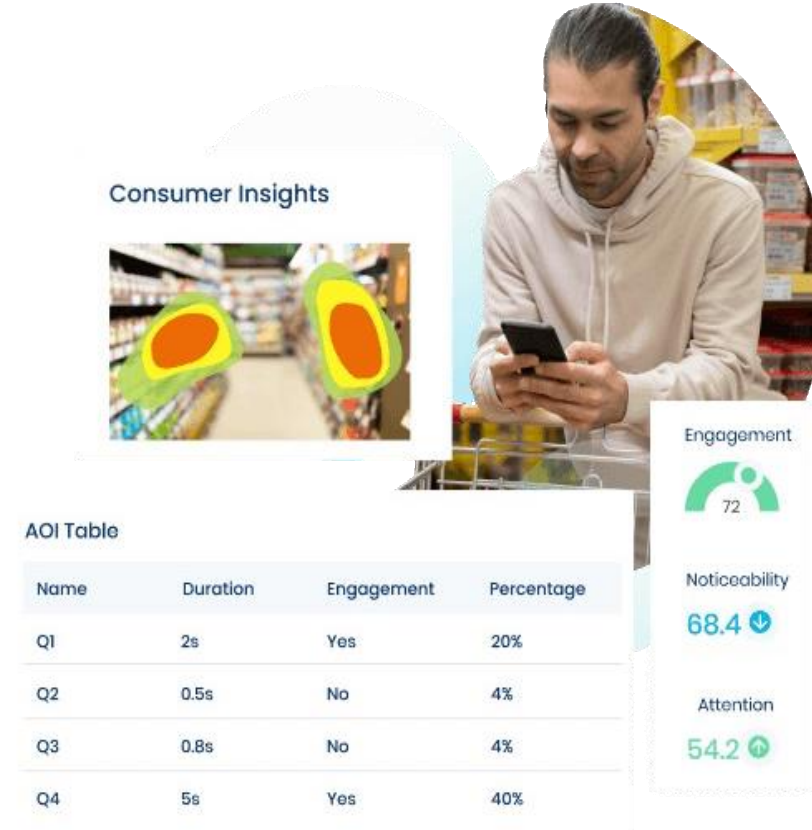 Consumer Insights
Engagement
72
Noticeability
68.4
Attention
54.2
AOI Table
Name Duration Engagement Percentage
Q1 2s Yes 20%
Q2 0.5s No 4%
Q3 0.8s No 4%
Q4 5s Yes 40%